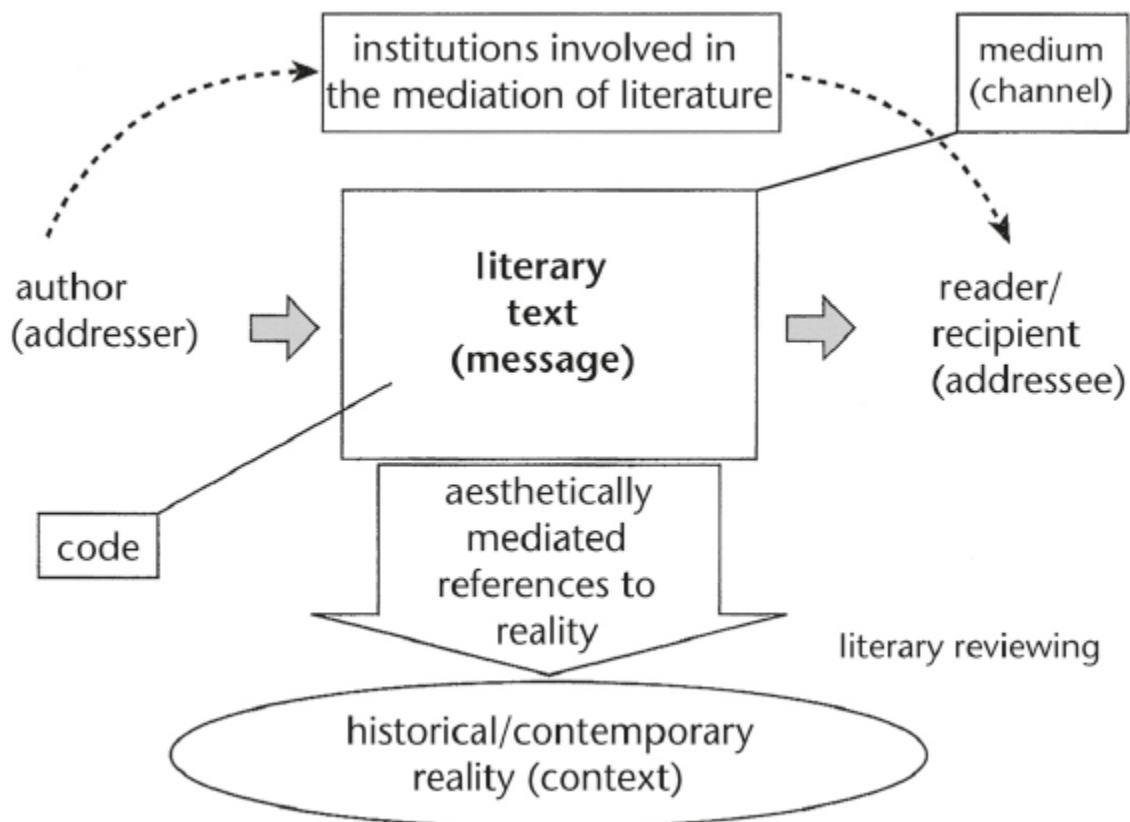 institutions involved in
the mediation of literature
medium
(channel)
author
(addresser)
literary
text
(message)
reader/
recipient
(addressee)
code
aesthetically
mediated
references to
reality
literary reviewing
historical/contemporary
reality (context)